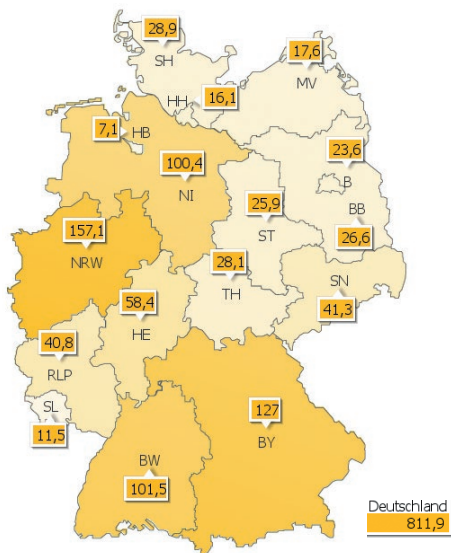 28,9
SH
17,6
MV
HH
16,1
7,1
HB
100,4
NI
23,6
B
BB
26,6
25,9
ST
157,1
NRW
28,1
TH
SN
41,3
58,4
HE
40,8
RLP
SL
11,5
127
BY
BW
101,5
Deutschland
811,9